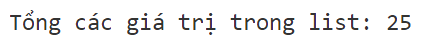 Tổng các giá trị trong list: 25